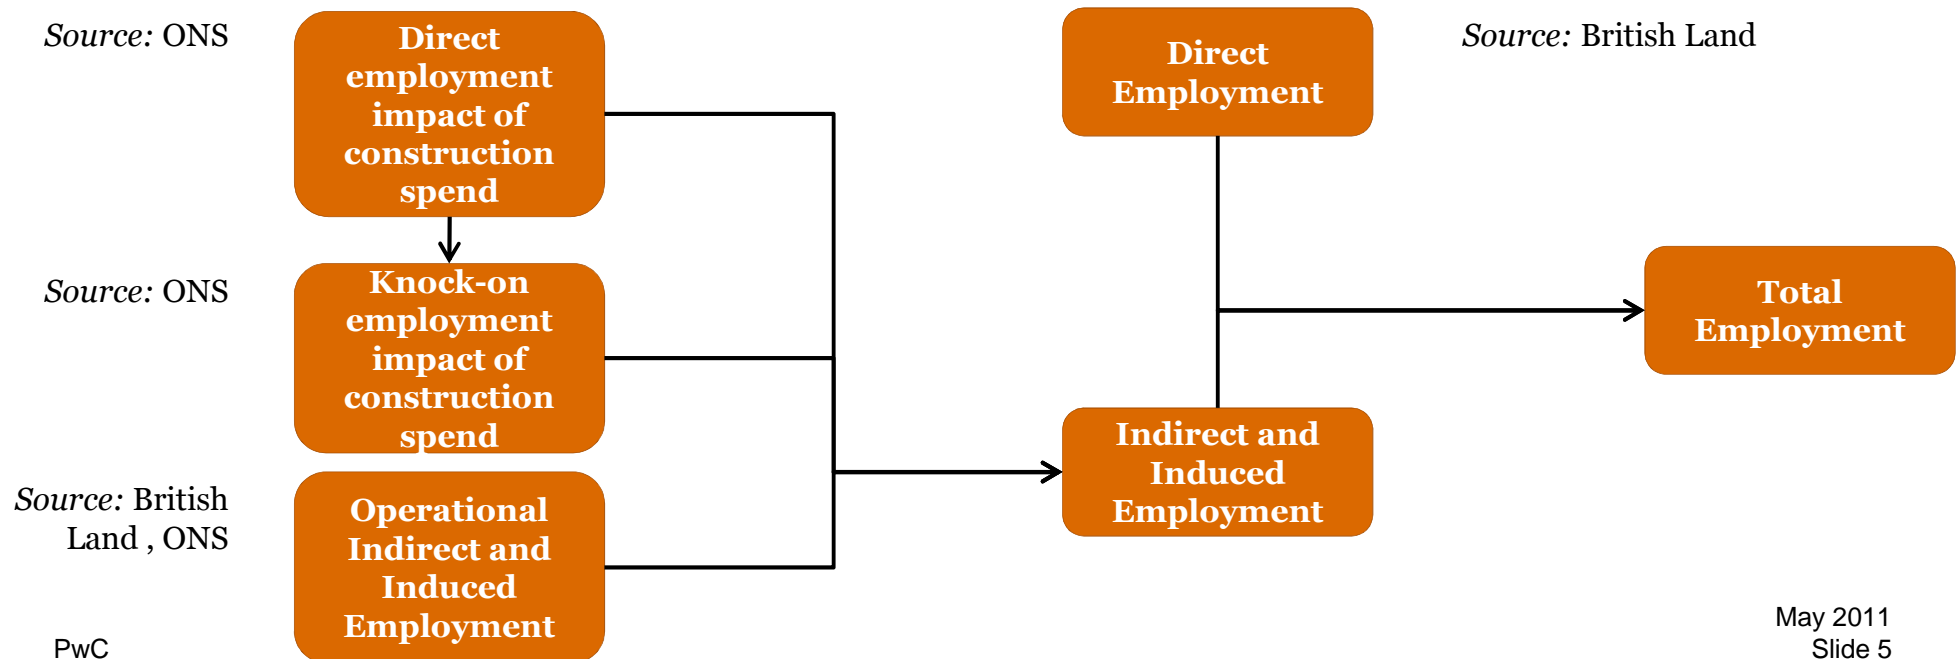 Source: ONS
Direct
employment
impact of
construction
spend
Direct
Employment
Source: British Land
Source: ONS
Knock-on
employment
impact of
construction
spend
Total
Employment
Source: British
Land , ONS
Operational
Indirect and
Induced
Employment
Indirect and
Induced
Employment
PwC
May 2011
Slide 5